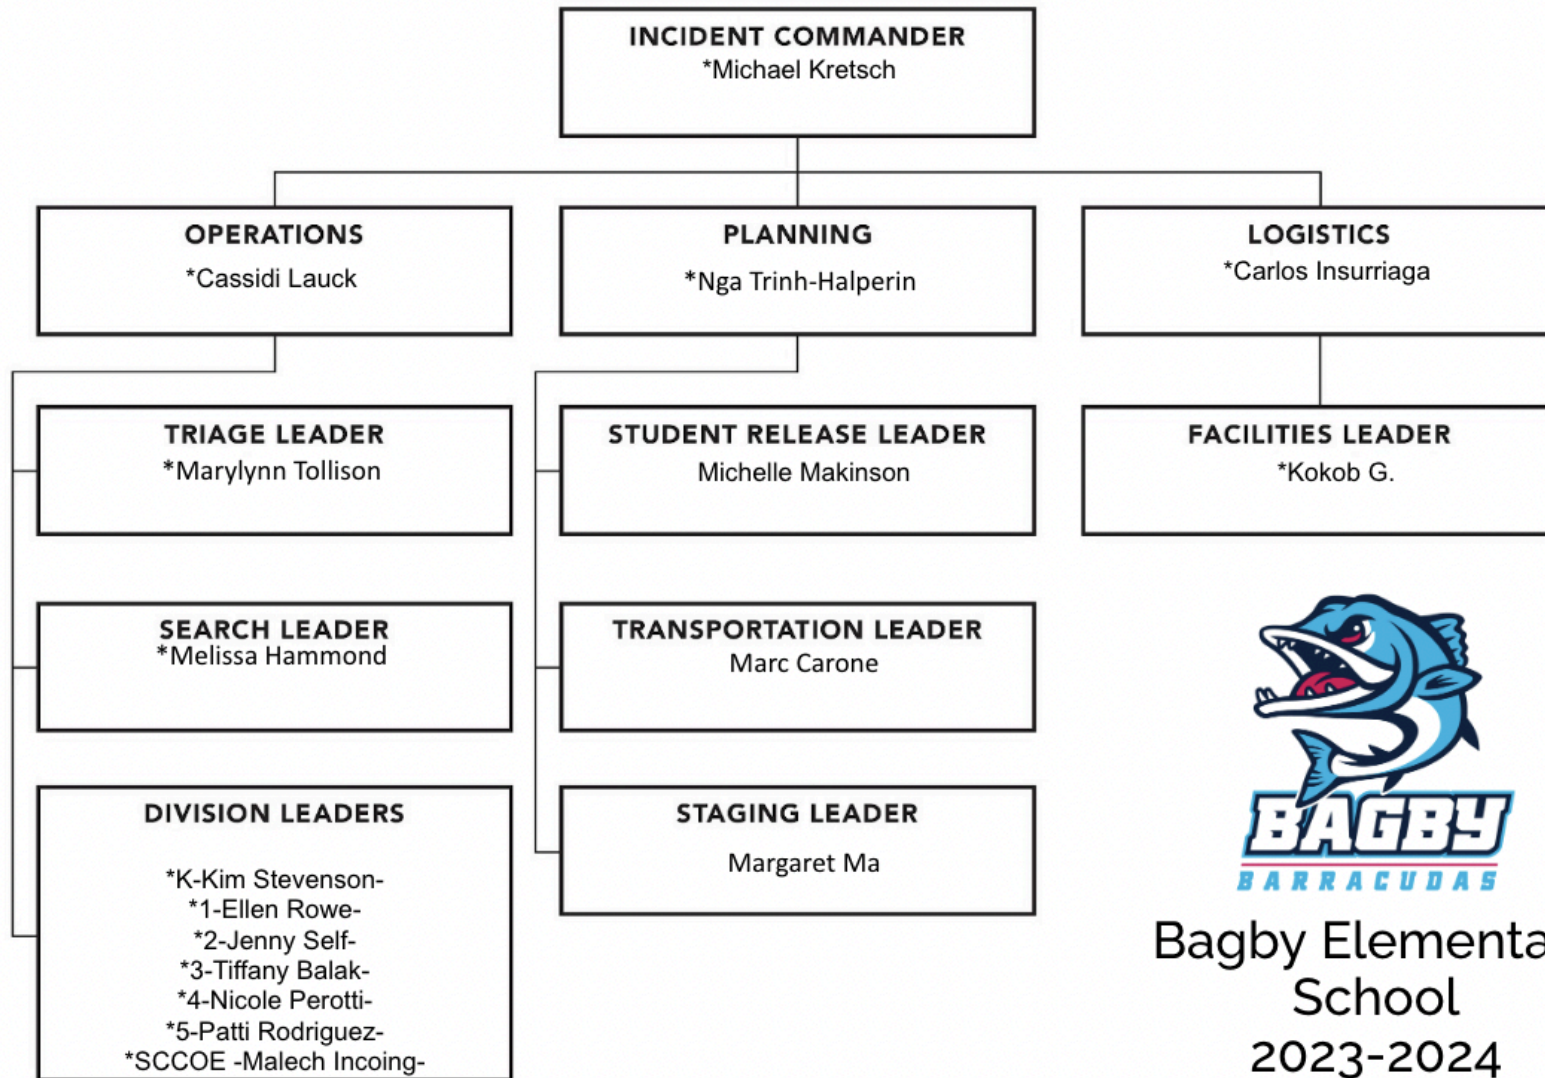 INCIDENT COMMANDER
*Michael Kretsch
OPERATIONS
*Cassidi Lauck
PLANNING
*Nga Trinh-Halperin
LOGISTICS
*Carlos Insurriaga
TRIAGE LEADER
*Marylynn Tollison
STUDENT RELEASE LEADER
Michelle Makinson
FACILITIES LEADER
*Kokob G.
SEARCH LEADER
*Melissa Hammond
TRANSPORTATION LEADER
Marc Carone
DIVISION LEADERS
*K-Kim Stevenson-
*1-Ellen Rowe-
*2-Jenny Self-
*3-Tiffany Balak-
*4-Nicole Perotti-
*5-Patti Rodriguez-
*SCCOE -Malech Incoing-
STAGING LEADER
Margaret Ma
BAGBY
BARRACUDAS
Bagby Elementa
School
2023-2024